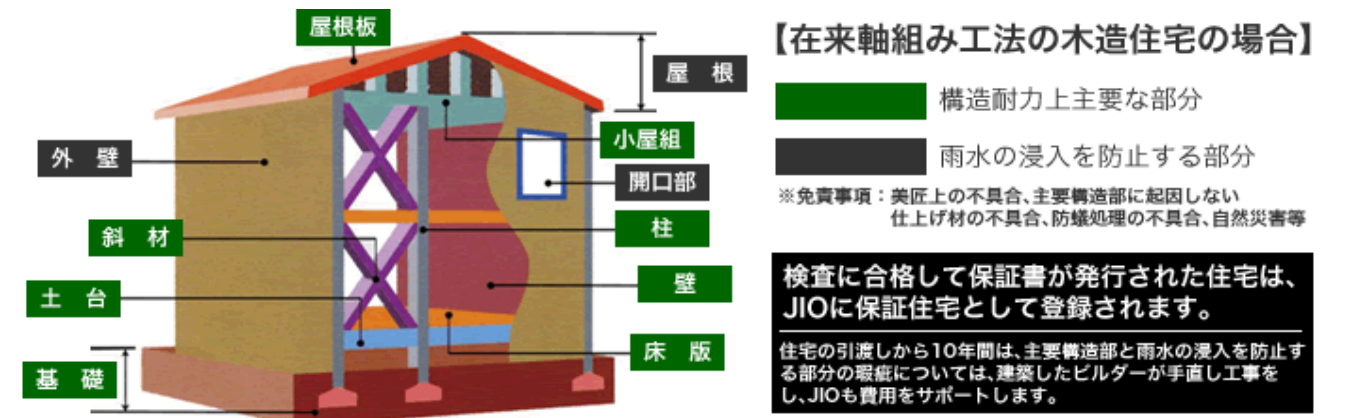 屋根板
屋 根
小屋組
外 壁
開口部
柱
斜 材
壁
土 台
床 版
基 礎
【在来軸組み工法の木造住宅の場合】
構造耐力上主要な部分
雨水の浸入を防止する部分
※免責事項：美匠上の不具合、主要構造部に起因しない
仕上げ材の不具合、防蟻処理の不具合、自然災害等
検査に合格して保証書が発行された住宅は、
JIOに保証住宅として登録されます。
住宅の引渡しから10年間は、主要構造部と雨水の浸入を防止す
る部分の瑕疵については、建築したビルダーが手直し工事を
し、JIOも費用をサポートします。